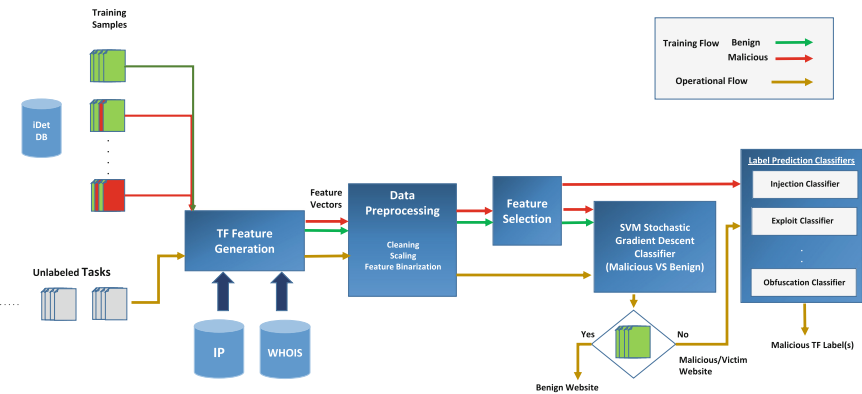 Training
Samples
iDet
DB
Training Flow
Benign
Malicious
Operational Flow
Label Prediction Classifiers
Injection Classifier
Exploit Classifier
Obfuscation Classifier
Malicious TF Label(s)
Feature
Vectors
TF Feature
Generation
Data
Preprocessing
Cleaning
Scaling
Feature Binarization
Feature
Selection
SVM Stochastic
Gradient Descent
Classifier
(Malicious VS Benign)
Unlabeled Tasks
IP
WHOIS
Yes
No
Malicious/Victim
Website
Benign Website